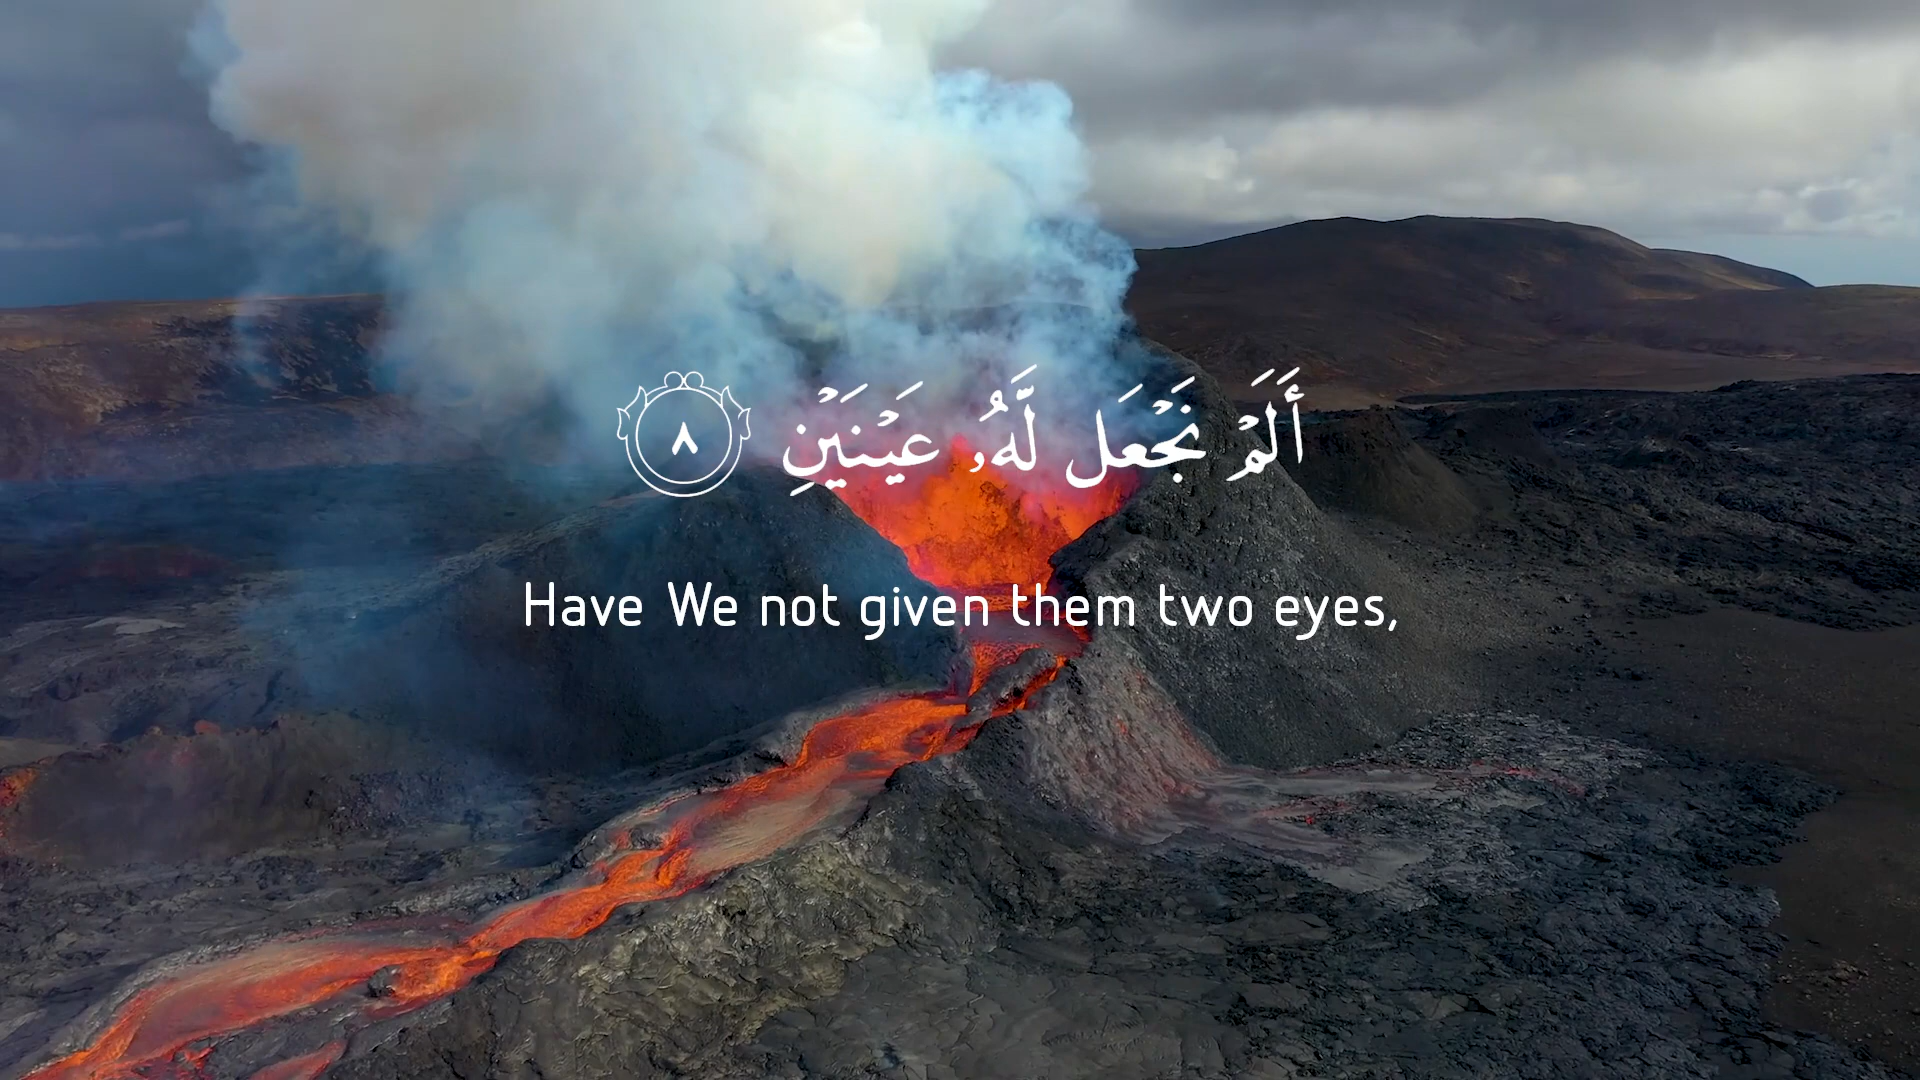 أَلَمْ نَجْعَل لَّهُۥ عَيْنَيْنِ ٨
Have We not given them two eyes,